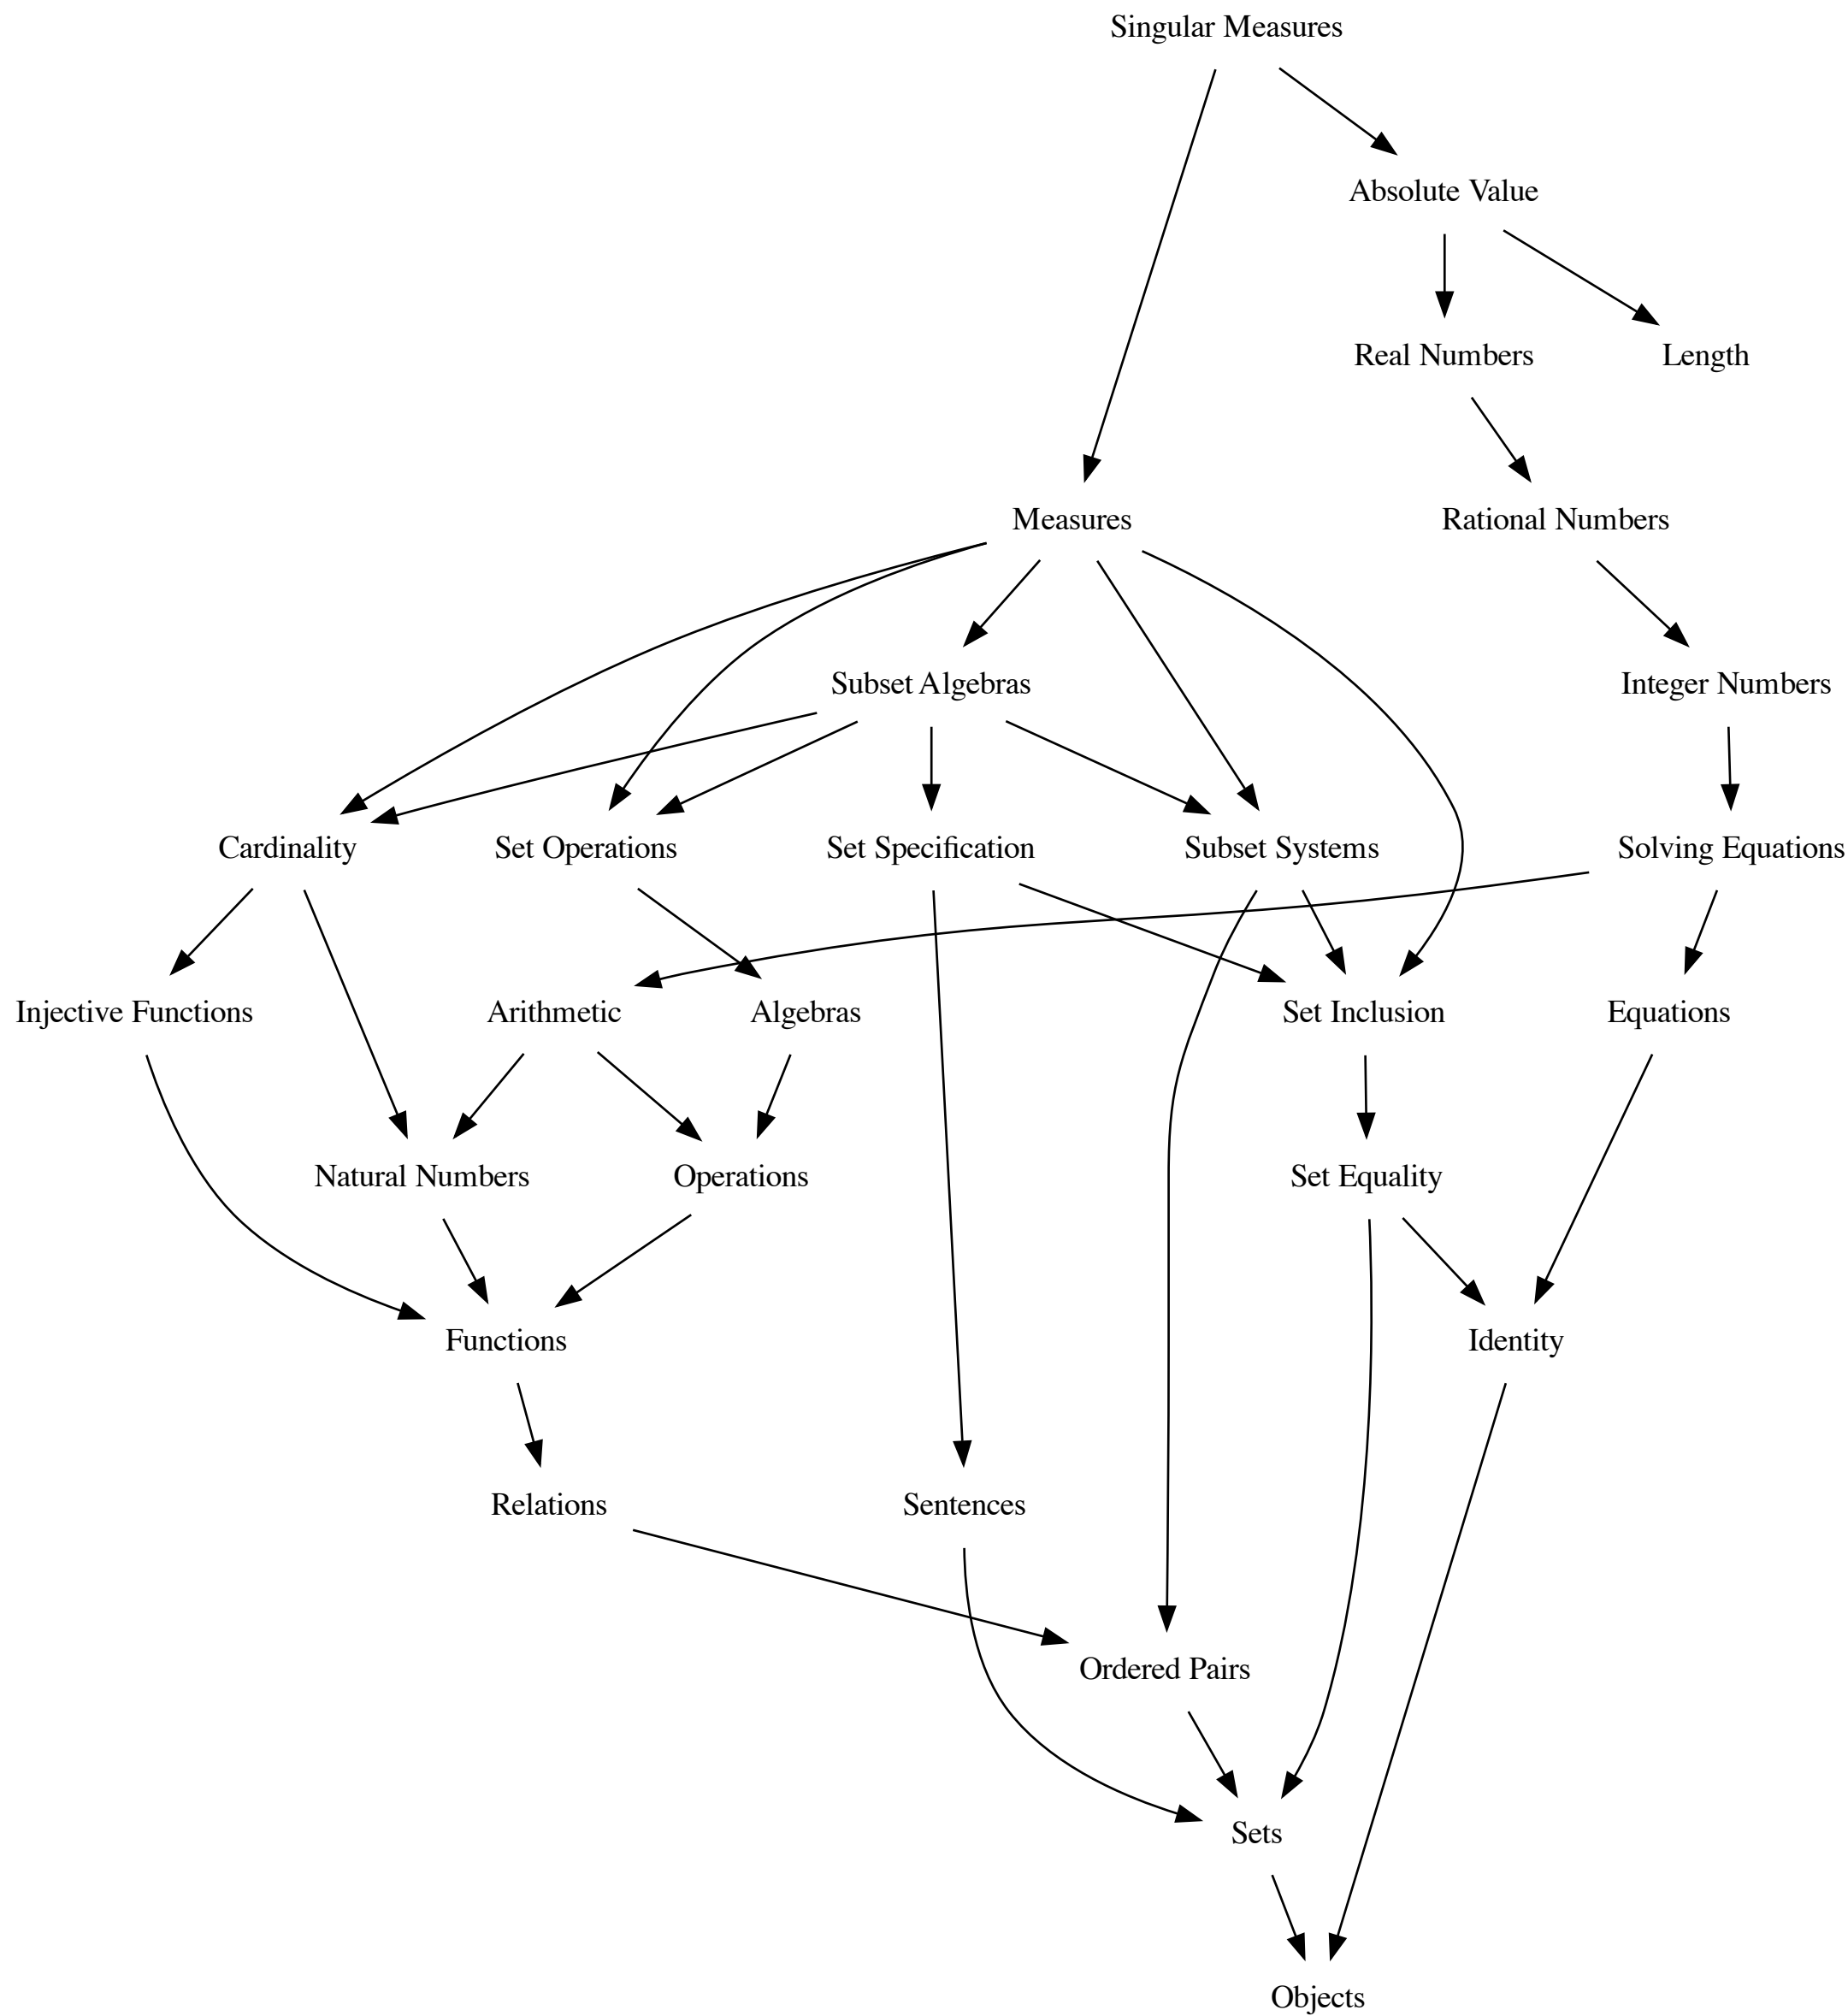 Singular Measures
Absolute Value
Real Numbers
Length
Measures
Rational Numbers
Subset Algebras
Integer Numbers
Cardinality
Set Operations
Set Specification
Subset Systems
Solving Equations
Injective Functions
Arithmetic
Algebras
Set Inclusion
Equations
Natural Numbers
Operations
Set Equality
Functions
Identity
Relations
Sentences
Ordered Pairs
Sets
Objects